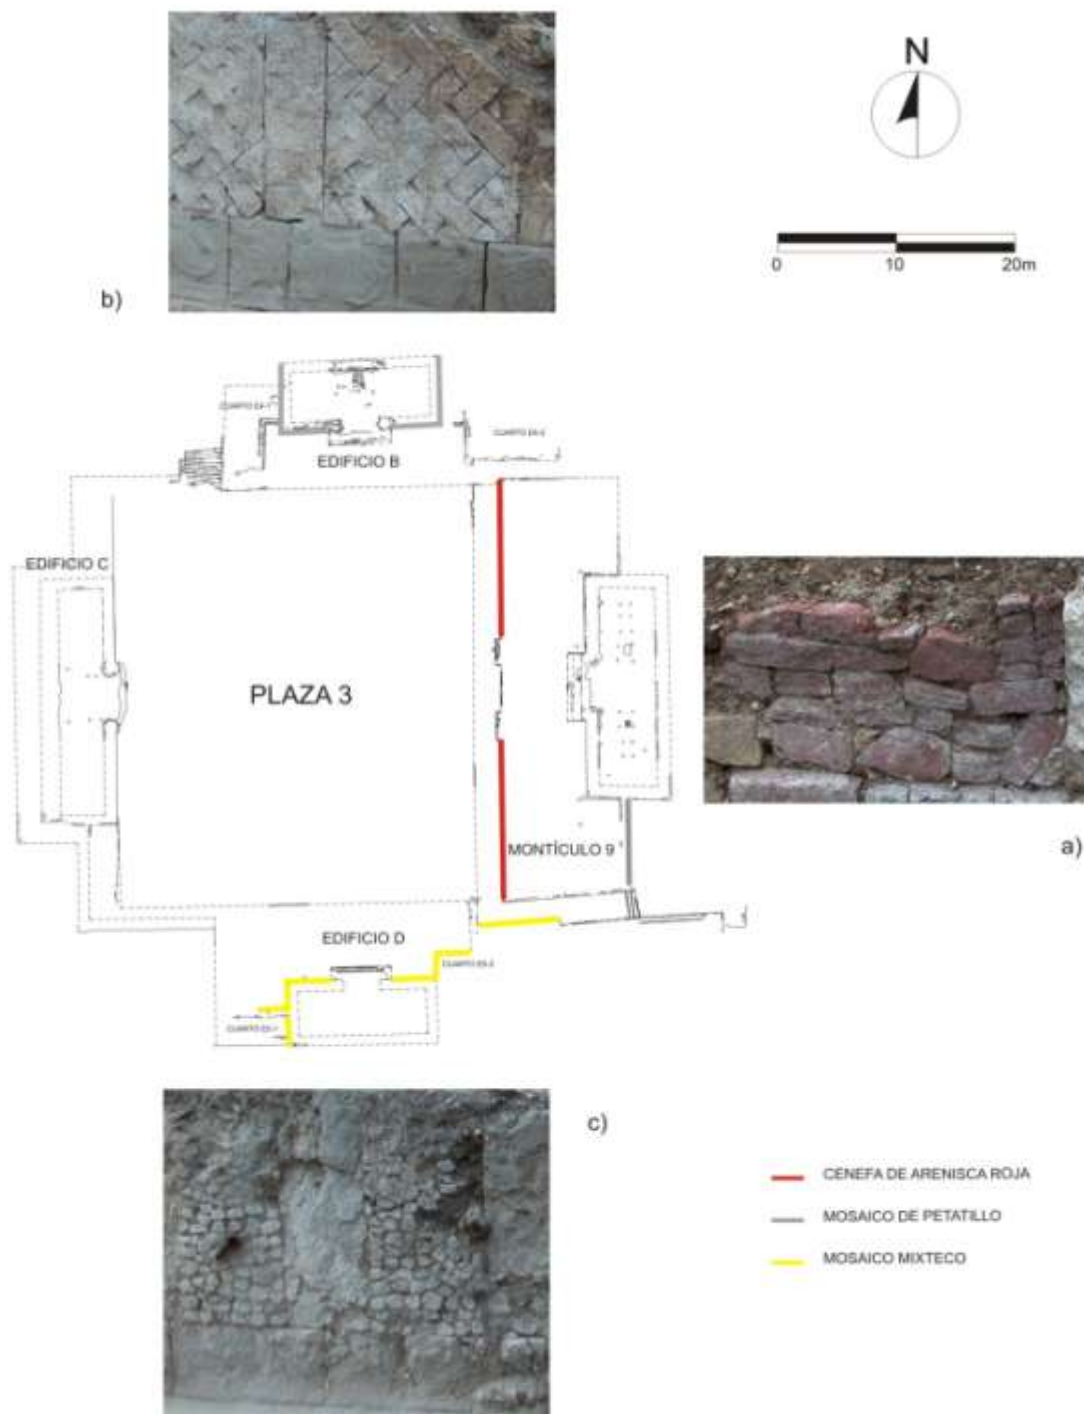 N
0 10 20m
b)
EDIFICIO B
EDIFICIO C
PLAZA 3
MONTÍCULO 9
a)
EDIFICIO D
c)
CENEFA DE ARENISCA ROJA
MOSAICO DE PETATILLO
MOSAICO MIXTECO